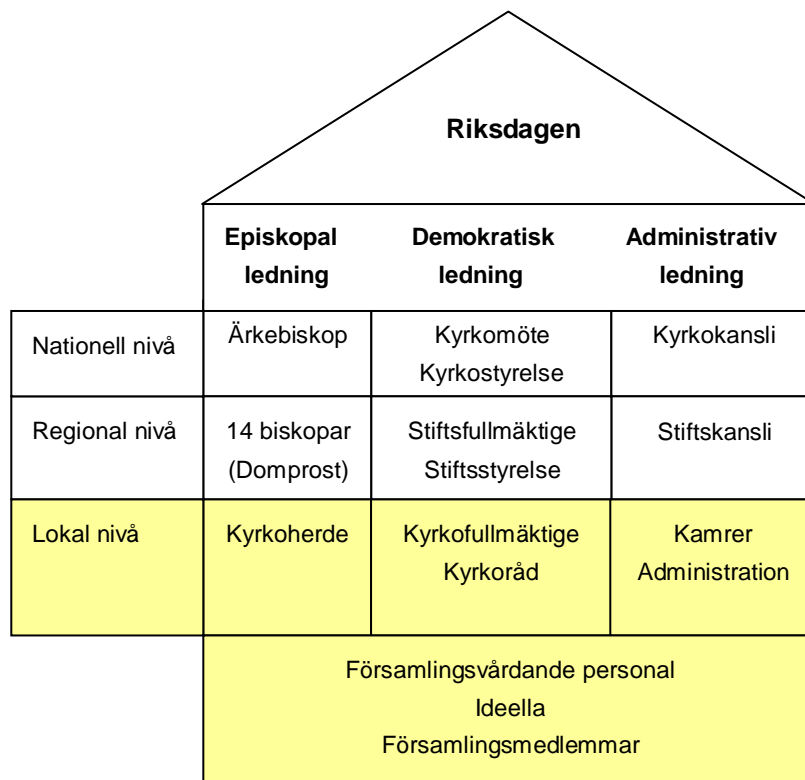 Riksdagen
Episkopal
ledning
Demokratisk
ledning
Administrativ
ledning
Nationell nivå
Ärkebiskop
Kyrkomöte
Kyrkostyrelse
Kyrkokansli
Regional nivå
14 biskopar
(Domprost)
Stiftsfullmäktige
Stiftsstyrelse
Stiftskansli
Lokal nivå
Kyrkoherde
Kyrkofullmäktige
Kyrkoråd
Kamrer
Administration
Församlingsvårdande personal
Ideella
Församlingsmedlemmar